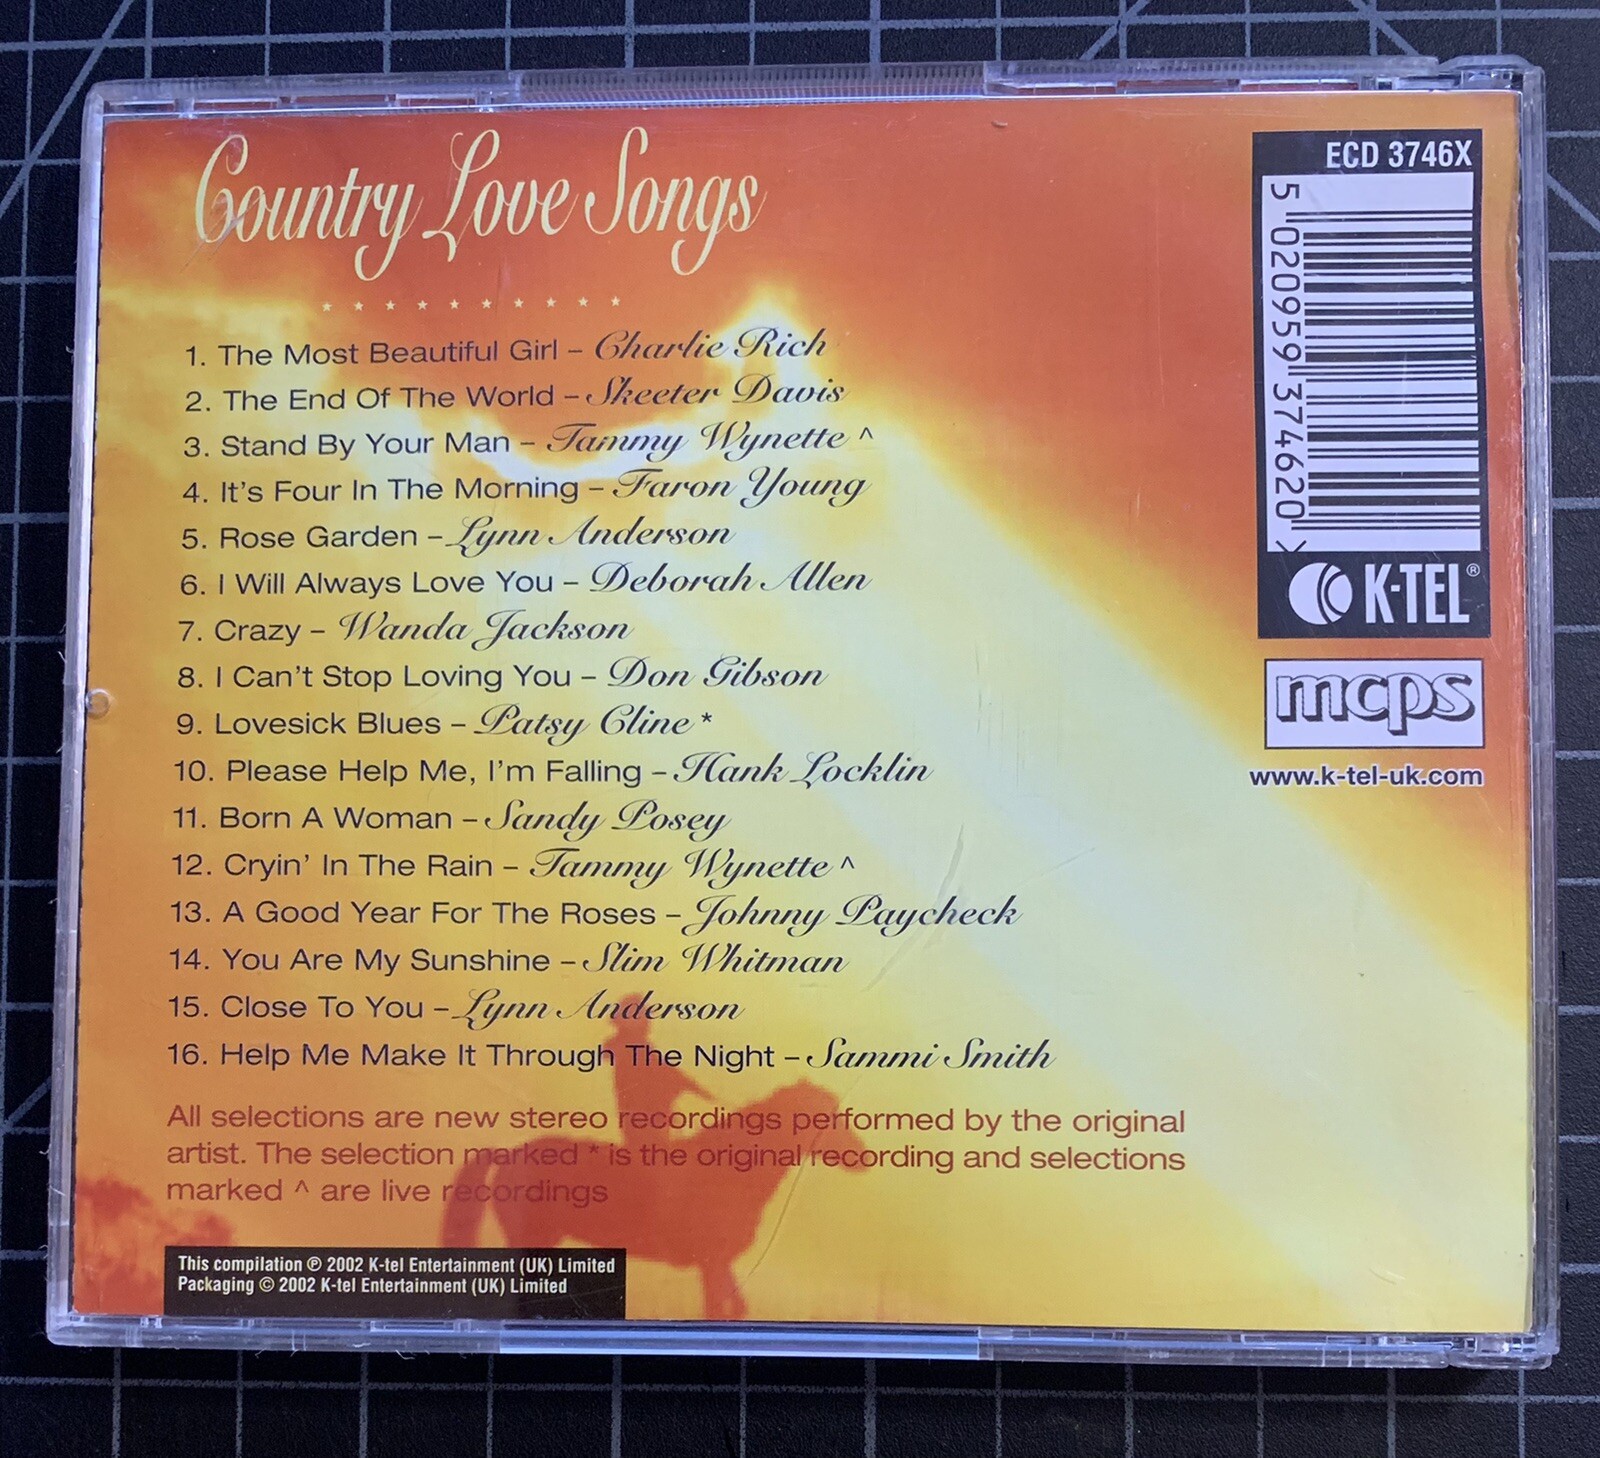 Country Love Songs
1. The Most Beautiful Girl – Charlie Rich
2. The End Of The World – Skeeter Davis
3. Stand By Your Man – Tammy Wynette ^
4. It's Four In The Morning – Faron Young
5. Rose Garden – Lynn Anderson
6. I Will Always Love You – Deborah Allen
7. Crazy – Wanda Jackson
8. I Can't Stop Loving You – Don Gibson
9. Lovesick Blues – Patsy Cline *
10. Please Help Me, I'm Falling – Hank Locklin
11. Born A Woman – Sandy Posey
12. Cryin' In The Rain – Tammy Wynette ^
13. A Good Year For The Roses – Johnny Paycheck
14. You Are My Sunshine – Slim Whitman
15. Close To You – Lynn Anderson
16. Help Me Make It Through The Night – Sammi Smith
All selections are new stereo recordings performed by the original
artist. The selection marked * is the original recording and selections
marked ^ are live recordings
This compilation ℗ 2002 K-tel Entertainment (UK) Limited
Packaging © 2002 K-tel Entertainment (UK) Limited
ECD 3746X
5 020959 374620 >
K-TEL®
mcps
www.k-tel-uk.com